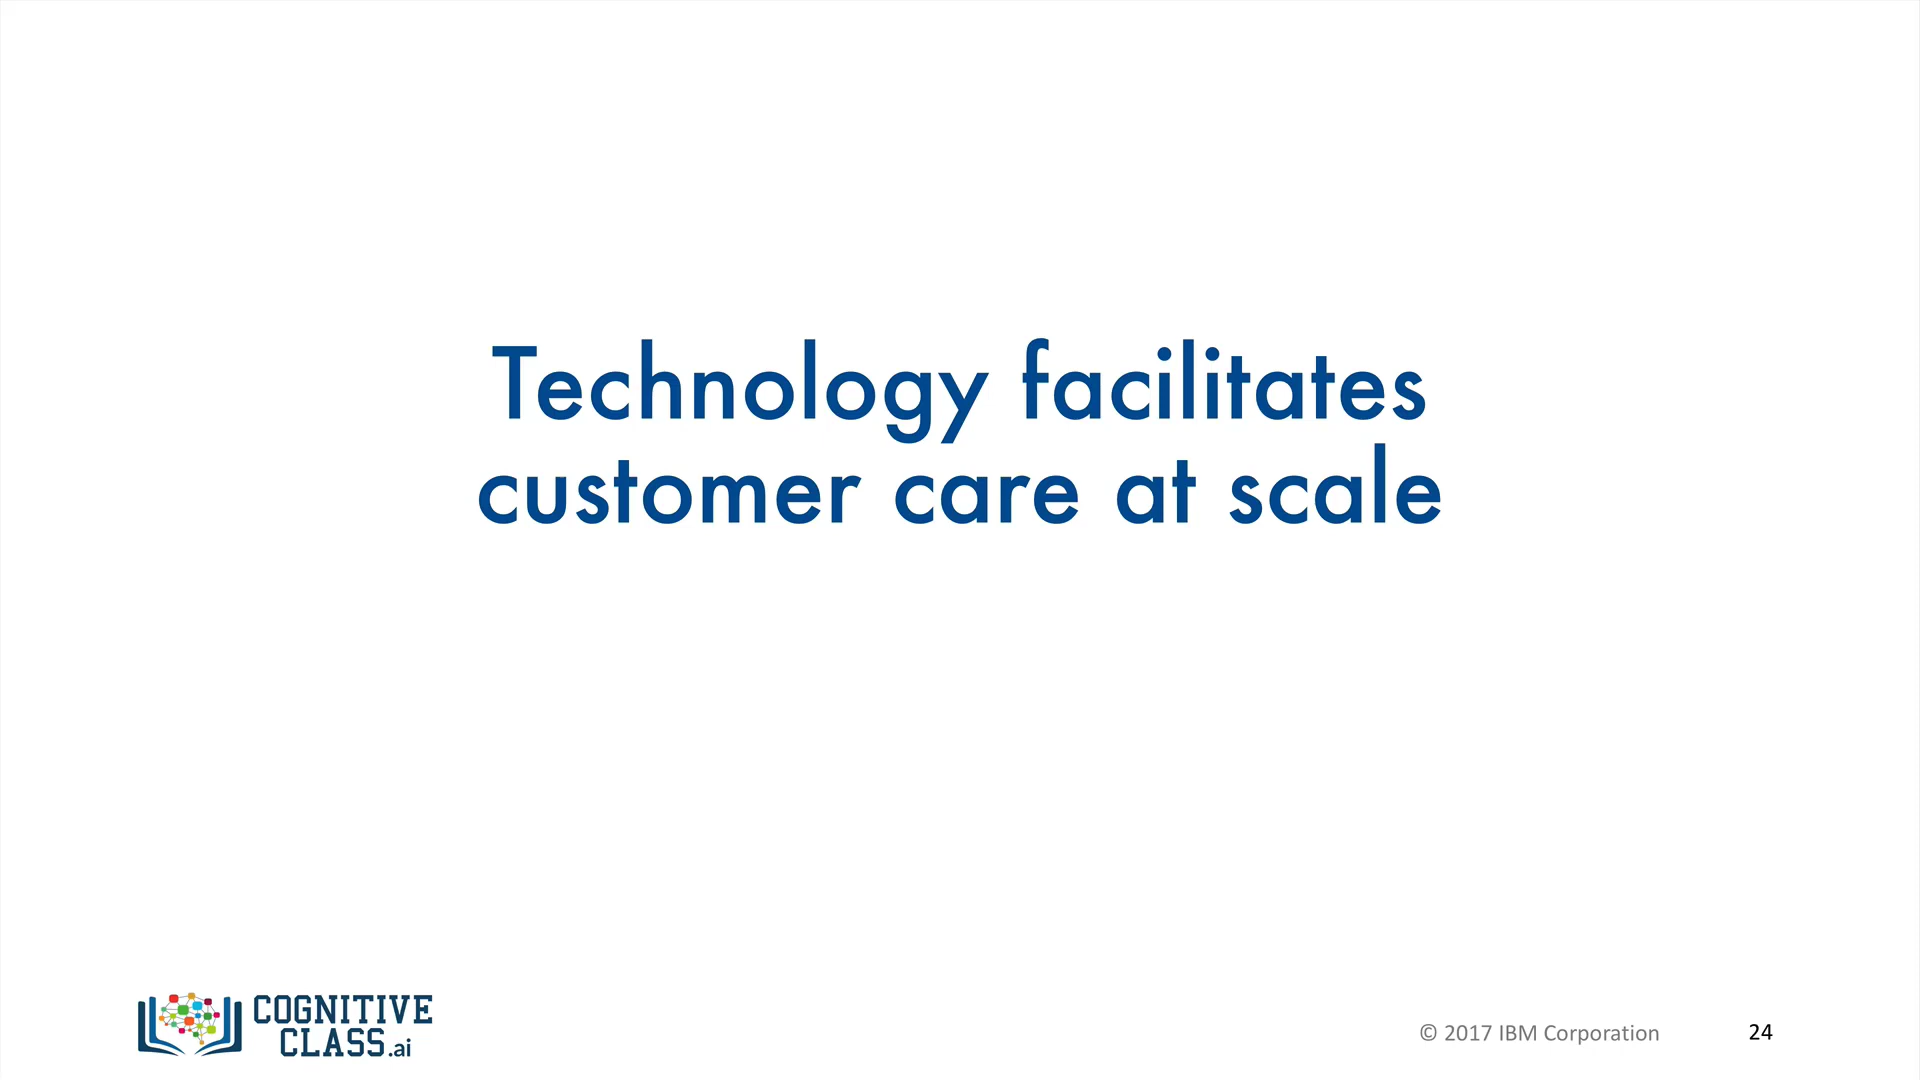 Technology facilitates
customer care at scale
COGNITIVE
CLASS.ai
© 2017 IBM Corporation
24